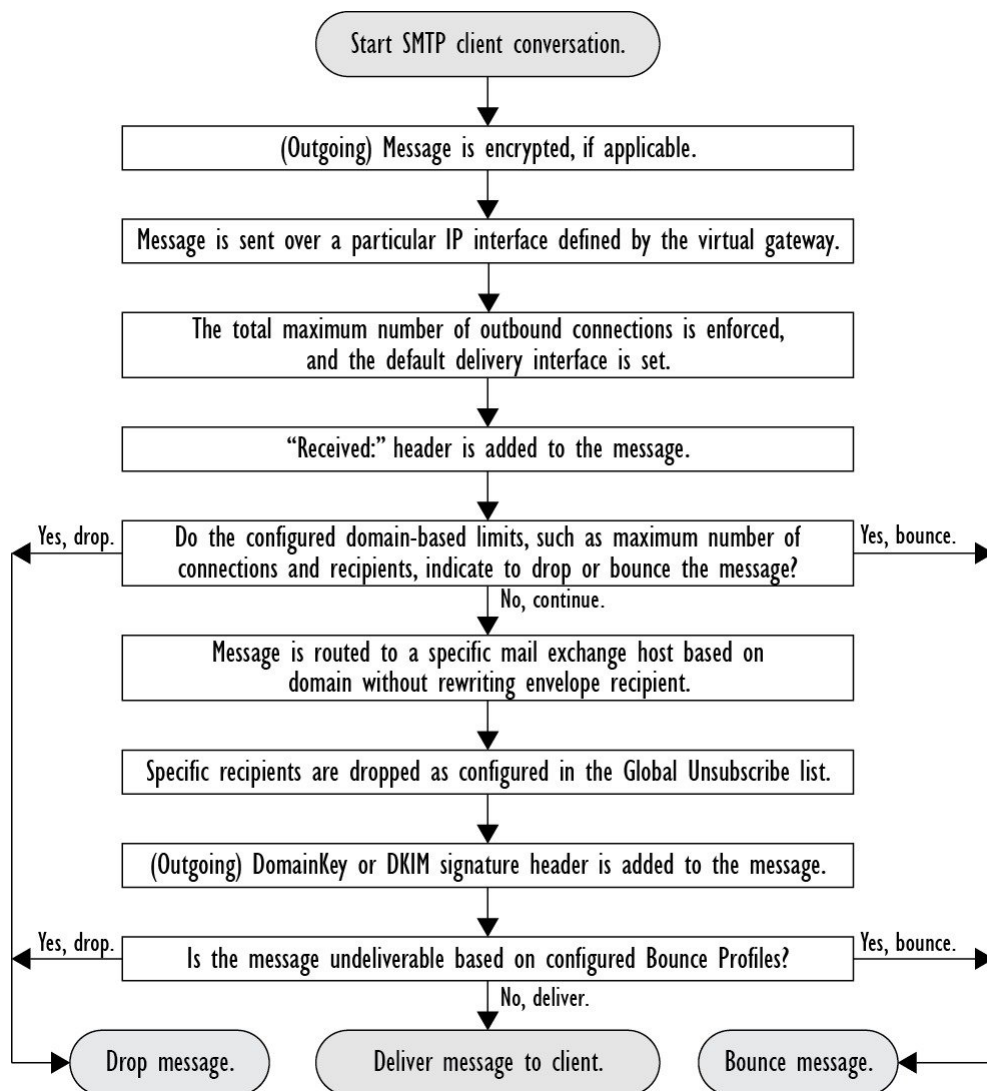 Start SMTP client conversation.
(Outgoing) Message is encrypted, if applicable.
Message is sent over a particular IP interface defined by the virtual gateway.
The total maximum number of outbound connections is enforced,
and the default delivery interface is set.
“Received:” header is added to the message.
Yes, drop.
Do the configured domain-based limits, such as maximum number of
connections and recipients, indicate to drop or bounce the message?
Yes, bounce.
No, continue.
Message is routed to a specific mail exchange host based on
domain without rewriting envelope recipient.
Specific recipients are dropped as configured in the Global Unsubscribe list.
(Outgoing) DomainKey or DKIM signature header is added to the message.
Yes, drop.
Is the message undeliverable based on configured Bounce Profiles?
Yes, bounce.
No, deliver.
Drop message.
Deliver message to client.
Bounce message.